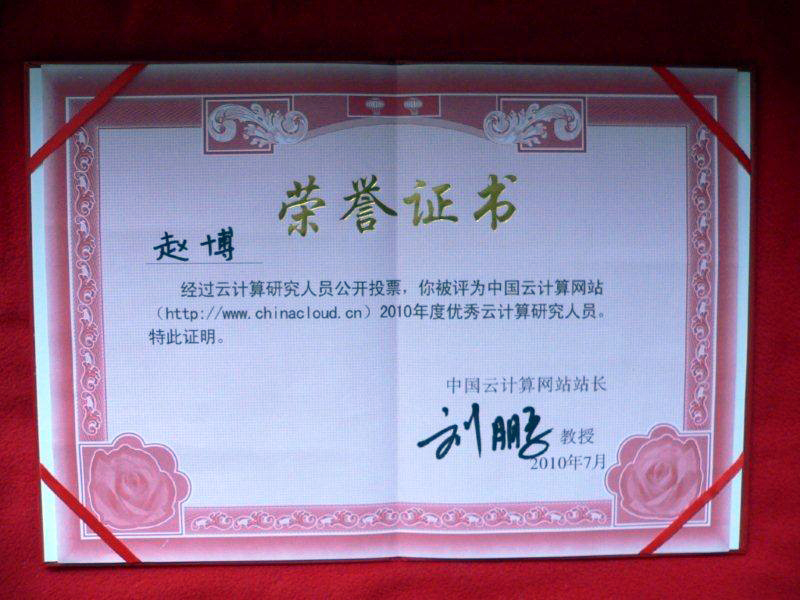 荣誉证书
赵博
经过云计算研究人员公开投票，你被评为中国云计算网站
（http://www.chinacloud.cn）2010年度优秀云计算研究人员。
特此证明。
中国云计算网站站长
刘鹏 教授
2010年7月